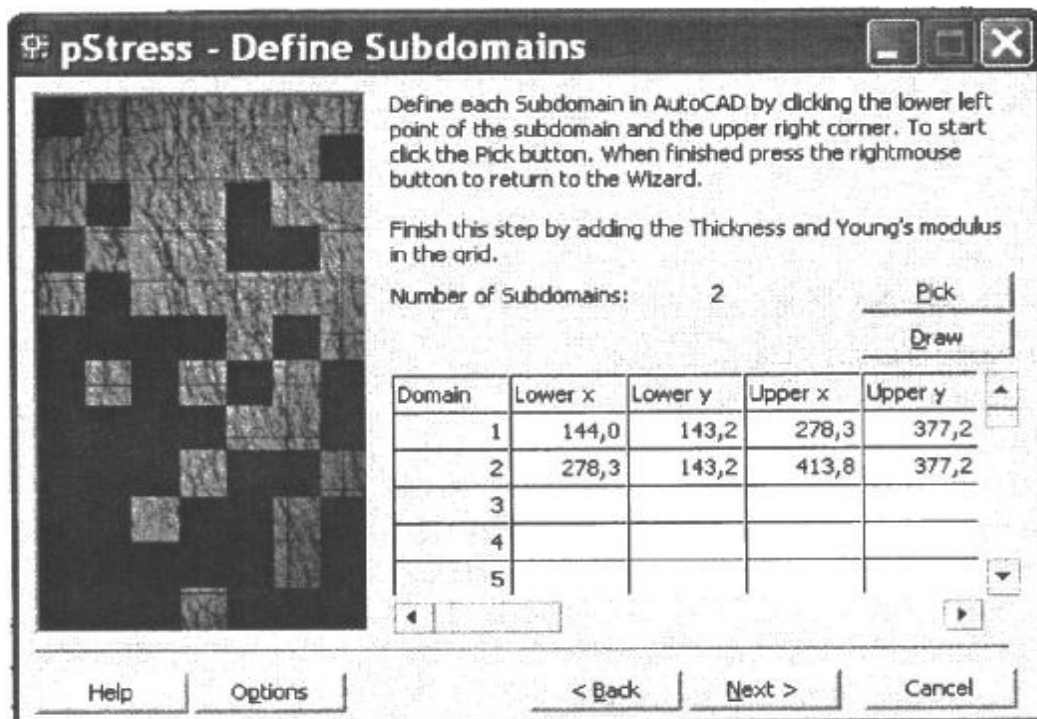 pStress - Define Subdomains
Define each Subdomain in AutoCAD by clicking the lower left
point of the subdomain and the upper right corner. To start
click the Pick button. When finished press the rightmouse
button to return to the Wizard.
Finish this step by adding the Thickness and Young's modulus
in the grid.
Number of Subdomains: 2 Pick
Draw
Domain Lower x Lower y Upper x Upper y
1 144,0 143,2 278,3 377,2
2 278,3 143,2 413,8 377,2
3
4
5
Help Options < Back Next > Cancel